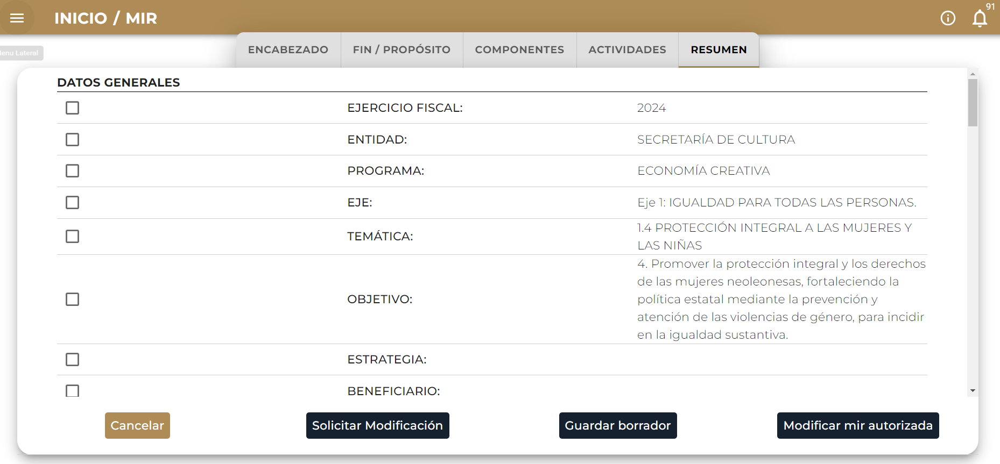 INICIO / MIR
91
enu Lateral
ENCABEZADO
FIN / PROPÓSITO
COMPONENTES
ACTIVIDADES
RESUMEN
DATOS GENERALES
EJERCICIO FISCAL: 2024
ENTIDAD: SECRETARÍA DE CULTURA
PROGRAMA: ECONOMÍA CREATIVA
EJE: Eje 1: IGUALDAD PARA TODAS LAS PERSONAS.
TEMÁTICA: 1.4 PROTECCIÓN INTEGRAL A LAS MUJERES Y
LAS NIÑAS
OBJETIVO: 4. Promover la protección integral y los derechos
de las mujeres neoleonesas, fortaleciendo la
política estatal mediante la prevención y
atención de las violencias de género, para incidir
en la igualdad sustantiva.
ESTRATEGIA:
BENEFICIARIO:
Cancelar
Solicitar Modificación
Guardar borrador
Modificar mir autorizada